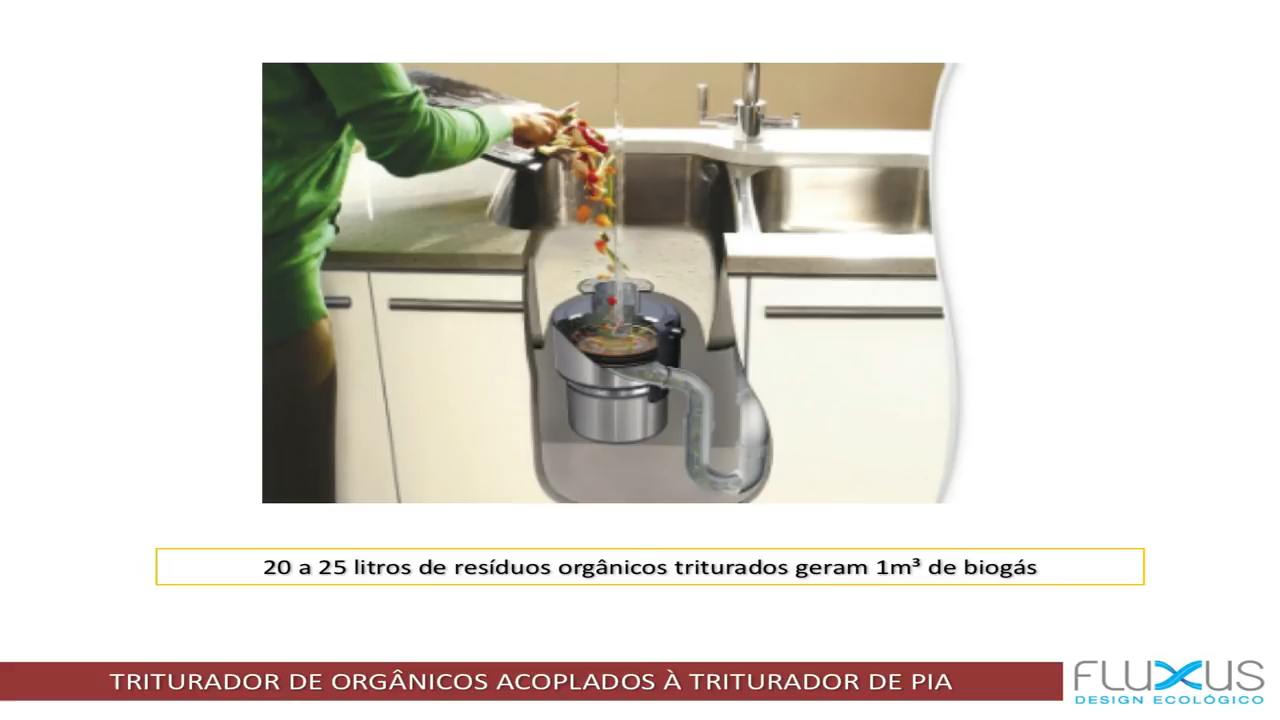 20 a 25 litros de resíduos orgânicos triturados geram 1m³ de biogás
TRITURADOR DE ORGÂNICOS ACOPLADOS À TRITURADOR DE PIA
FLUXUS
DESIGN ECOLÓGICO